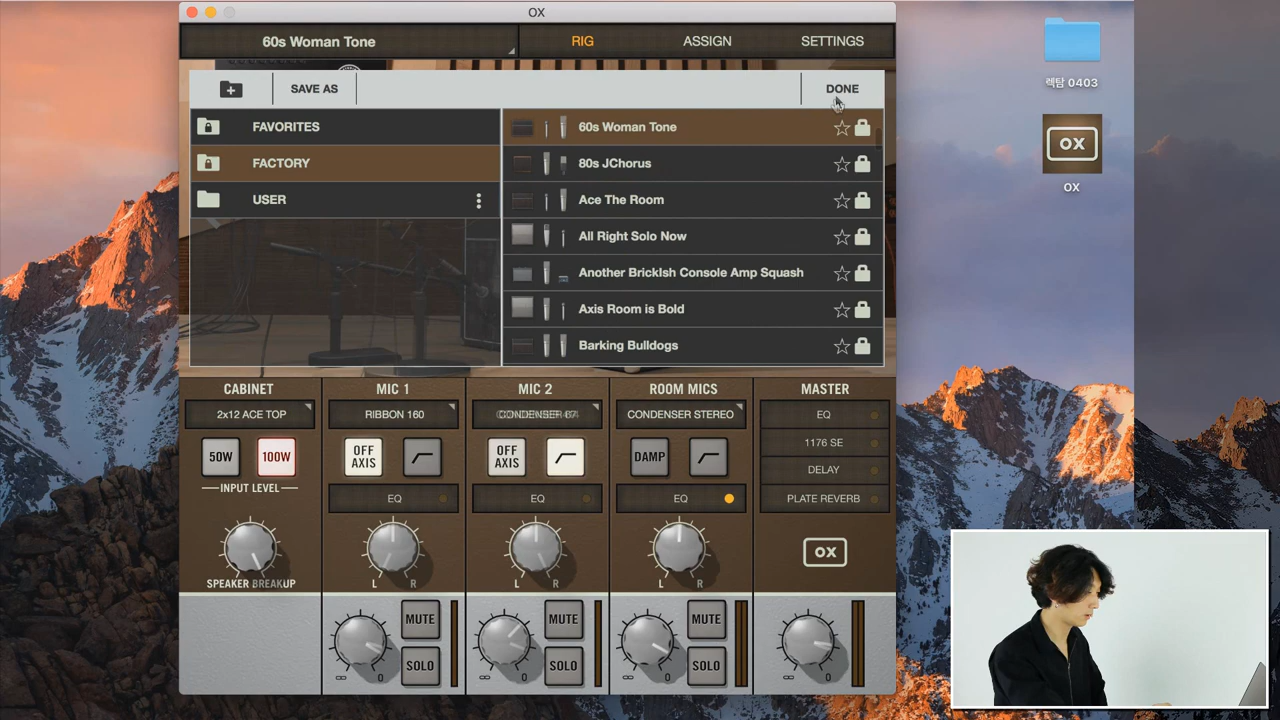 OX
60s Woman Tone
RIG
ASSIGN
SETTINGS
SAVE AS
DONE
FAVORITES
FACTORY
USER
60s Woman Tone
80s JChorus
Ace The Room
All Right Solo Now
Another BrickIsh Console Amp Squash
Axis Room is Bold
Barking Bulldogs
CABINET
2x12 ACE TOP
50W
100W
INPUT LEVEL
SPEAKER BREAKUP
MIC 1
RIBBON 160
OFF
AXIS
EQ
L R
MUTE
SOLO
∞ 0
MIC 2
OFF
AXIS
EQ
L R
MUTE
SOLO
∞ 0
ROOM MICS
CONDENSER STEREO
DAMP
EQ
L R
MUTE
SOLO
∞ 0
MASTER
EQ
1176 SE
DELAY
PLATE REVERB
OX
∞ 0
렉탐 0403
OX
OX